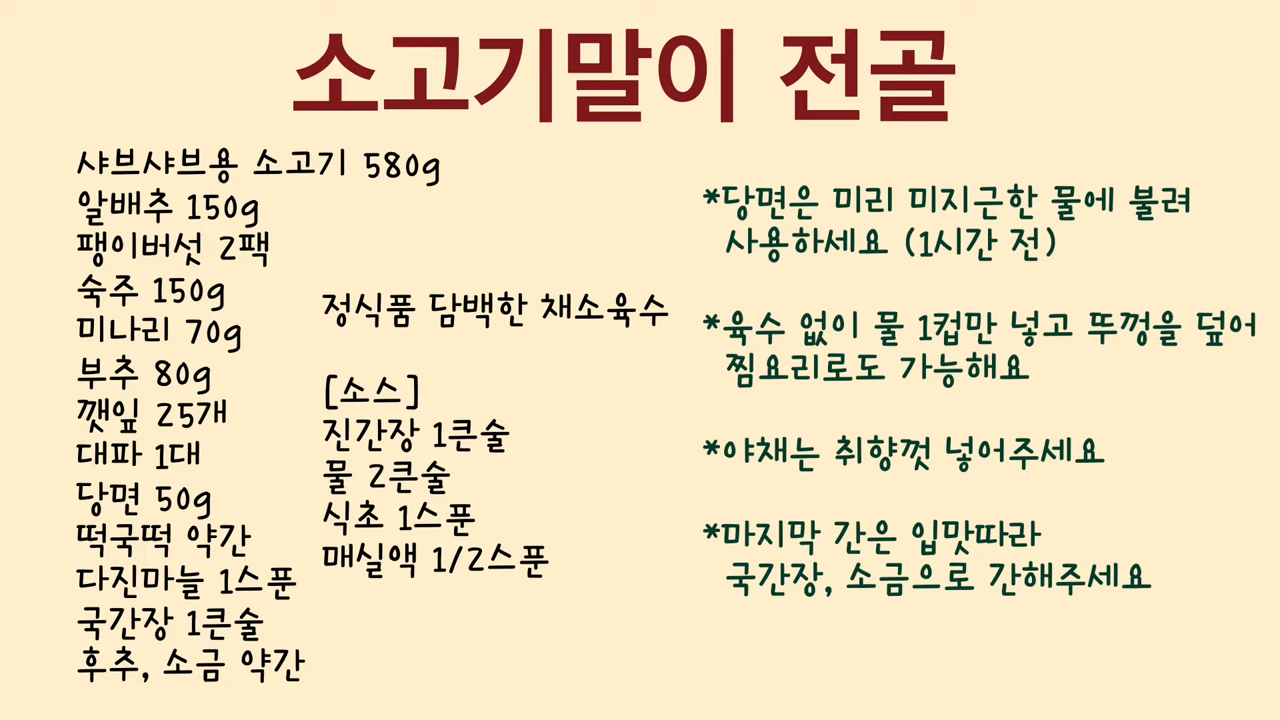 소고기말이 전골
샤브샤브용 소고기 580g
알배추 150g
팽이버섯 2팩
숙주 150g
미나리 70g
부추 80g
깻잎 25개
대파 1대
당면 50g
떡국떡 약간
다진마늘 1스푼
국간장 1큰술
후추, 소금 약간
정식품 담백한 채소육수
[소스]
진간장 1큰술
물 2큰술
식초 1스푼
매실액 1/2스푼
*당면은 미리 미지근한 물에 불려
사용하세요 (1시간 전)
*육수 없이 물 1컵만 넣고 뚜껑을 덮어
찜요리로도 가능해요
*야채는 취향껏 넣어주세요
*마지막 간은 입맛따라
국간장, 소금으로 간해주세요